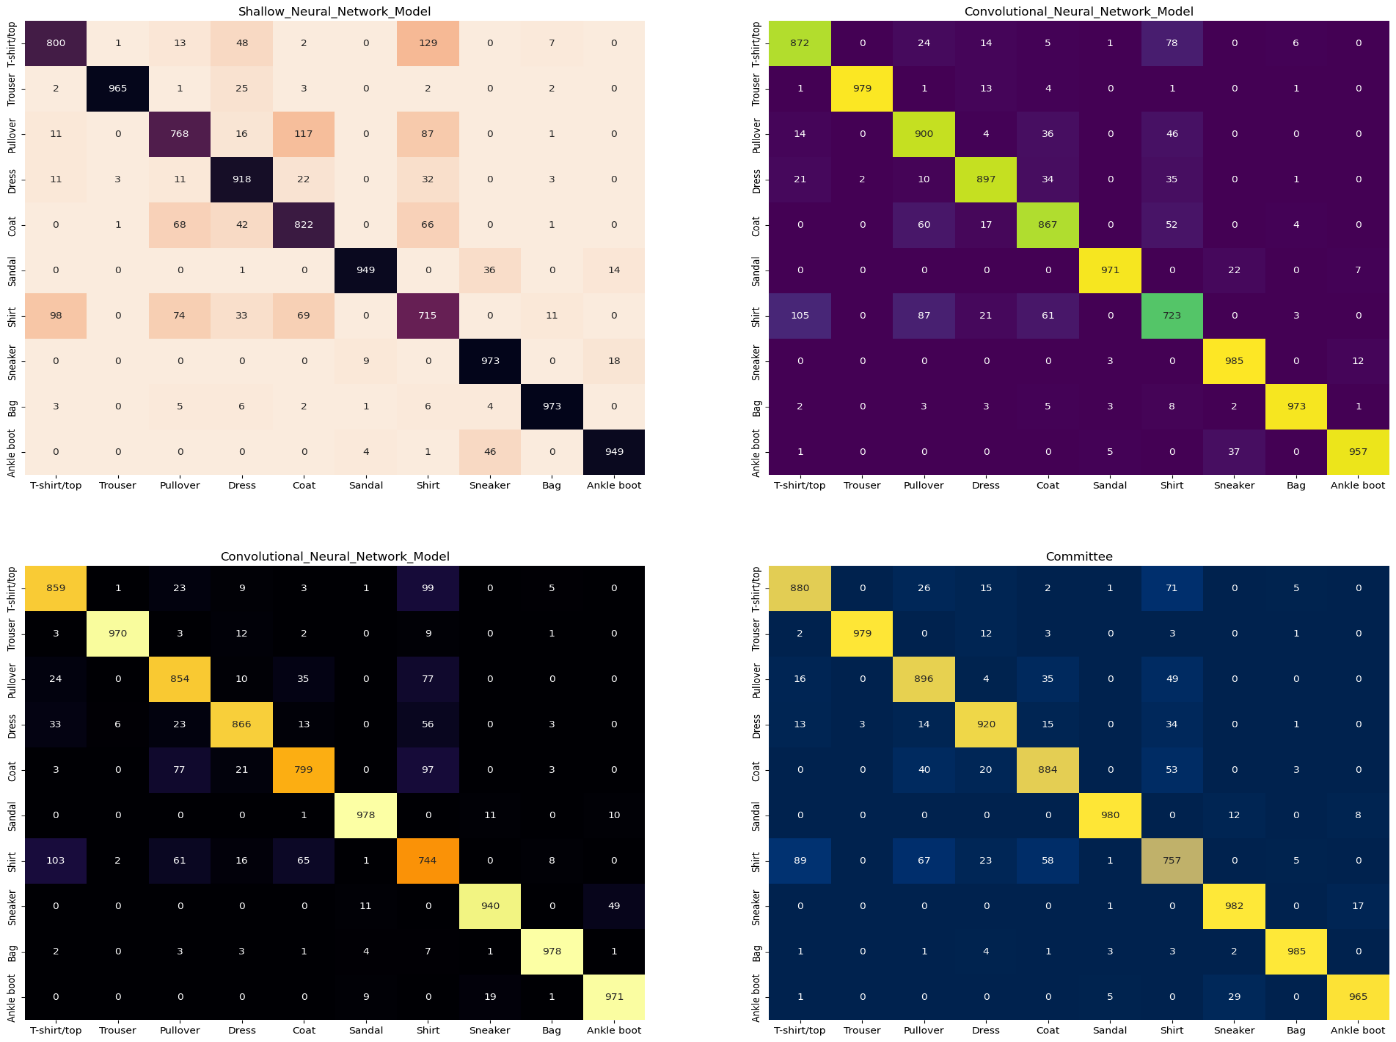 Shallow_Neural_Network_Model
T-shirt/top 800 1 13 48 2 0 129 0 7 0
Trouser 2 965 1 25 3 0 2 0 2 0
Pullover 11 0 768 16 117 0 87 0 1 0
Dress 11 3 11 918 22 0 32 0 3 0
Coat 0 1 68 42 822 0 66 0 1 0
Sandal 0 0 0 1 0 949 0 36 0 14
Shirt 98 0 74 33 69 0 715 0 11 0
Sneaker 0 0 0 0 0 9 0 973 0 18
Bag 3 0 5 6 2 1 6 4 973 0
Ankle boot 0 0 0 0 0 4 1 46 0 949
T-shirt/top Trouser Pullover Dress Coat Sandal Shirt Sneaker Bag Ankle boot
Convolutional_Neural_Network_Model
T-shirt/top 872 0 24 14 5 1 78 0 6 0
Trouser 1 979 1 13 4 0 1 0 1 0
Pullover 14 0 900 4 36 0 46 0 0 0
Dress 21 2 10 897 34 0 35 0 1 0
Coat 0 0 60 17 867 0 52 0 4 0
Sandal 0 0 0 0 0 971 0 22 0 7
Shirt 105 0 87 21 61 0 723 0 3 0
Sneaker 0 0 0 0 0 3 0 985 0 12
Bag 2 0 3 3 5 3 8 2 973 1
Ankle boot 1 0 0 0 0 5 0 37 0 957
T-shirt/top Trouser Pullover Dress Coat Sandal Shirt Sneaker Bag Ankle boot
Convolutional_Neural_Network_Model
T-shirt/top 859 1 23 9 3 1 99 0 5 0
Trouser 3 970 3 12 2 0 9 0 1 0
Pullover 24 0 854 10 35 0 77 0 0 0
Dress 33 6 23 866 13 0 56 0 3 0
Coat 3 0 77 21 799 0 97 0 3 0
Sandal 0 0 0 0 1 978 0 11 0 10
Shirt 103 2 61 16 65 1 744 0 8 0
Sneaker 0 0 0 0 0 11 0 940 0 49
Bag 2 0 3 3 1 4 7 1 978 1
Ankle boot 0 0 0 0 0 9 0 19 1 971
T-shirt/top Trouser Pullover Dress Coat Sandal Shirt Sneaker Bag Ankle boot
Committee
T-shirt/top 880 0 26 15 2 1 71 0 5 0
Trouser 2 979 0 12 3 0 3 0 1 0
Pullover 16 0 896 4 35 0 49 0 0 0
Dress 13 3 14 920 15 0 34 0 1 0
Coat 0 0 40 20 884 0 53 0 3 0
Sandal 0 0 0 0 0 980 0 12 0 8
Shirt 89 0 67 23 58 1 757 0 5 0
Sneaker 0 0 0 0 0 1 0 982 0 17
Bag 1 0 1 4 1 3 3 2 985 0
Ankle boot 1 0 0 0 0 5 0 29 0 965
T-shirt/top Trouser Pullover Dress Coat Sandal Shirt Sneaker Bag Ankle boot